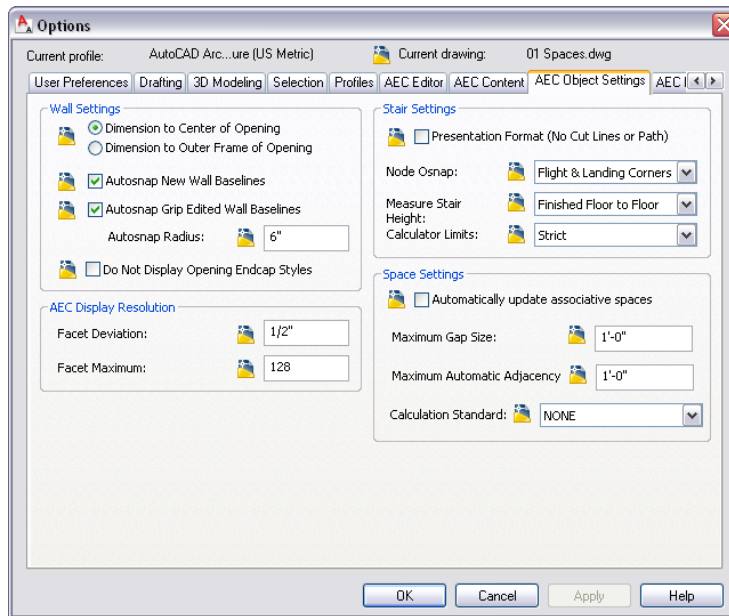 Options
Current profile: AutoCAD Arc...ure (US Metric) Current drawing: 01 Spaces.dwg
User Preferences Drafting 3D Modeling Selection Profiles AEC Editor AEC Content AEC Object Settings AEC I
Wall Settings
Dimension to Center of Opening
Dimension to Outer Frame of Opening
Autosnap New Wall Baselines
Autosnap Grip Edited Wall Baselines
Autosnap Radius: 6"
Do Not Display Opening Endcap Styles
AEC Display Resolution
Facet Deviation: 1/2"
Facet Maximum: 128
Stair Settings
Presentation Format (No Cut Lines or Path)
Node Osnap: Flight & Landing Corners
Measure Stair Height: Finished Floor to Floor
Calculator Limits: Strict
Space Settings
Automatically update associative spaces
Maximum Gap Size: 1'-0"
Maximum Automatic Adjacency 1'-0"
Calculation Standard: NONE
OK Cancel Apply Help